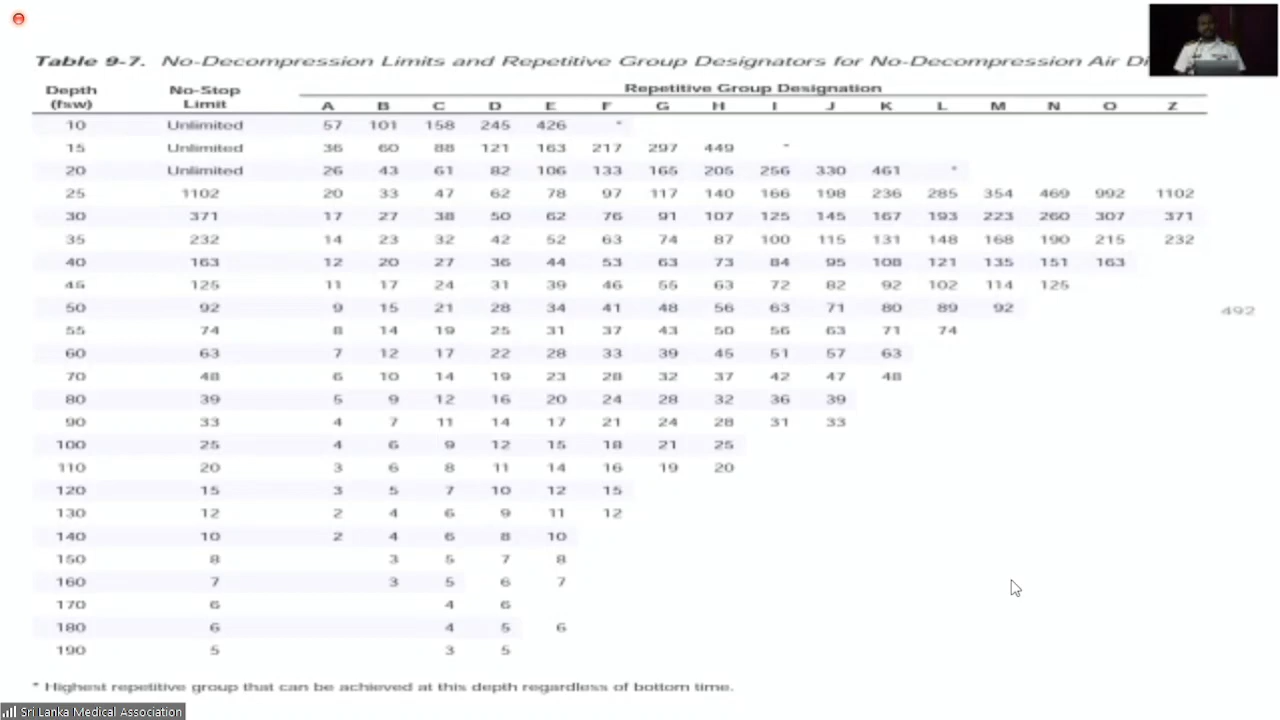 Table 9-7. No-Decompression Limits and Repetitive Group Designators for No-Decompression Air
Depth (fsw) No-Stop Limit Repetitive Group Designation
A B C D E F G H I J K L M N O Z
10 Unlimited 57 101 158 245 426 *
15 Unlimited 36 60 88 121 163 217 297 449 *
20 Unlimited 26 43 61 82 106 133 165 205 256 330 461 *
25 1102 20 33 47 62 78 97 117 140 166 198 236 285 354 469 992 1102
30 371 17 27 38 50 62 76 91 107 125 145 167 193 223 260 307 371
35 232 14 23 32 42 52 63 74 87 100 115 131 148 168 190 215 232
40 163 12 20 27 36 44 53 63 73 84 95 108 121 135 151 163
45 125 11 17 24 31 39 46 55 63 72 82 92 102 114 125
50 92 9 15 21 28 34 41 48 56 63 71 80 89 92
492
55 74 8 14 19 25 31 37 43 50 56 63 71 74
60 63 7 12 17 22 28 33 39 45 51 57 63
70 48 6 10 14 19 23 28 32 37 42 47 48
80 39 5 9 12 16 20 24 28 32 36 39
90 33 4 7 11 14 17 21 24 28 31 33
100 25 4 6 9 12 15 18 21 25
110 20 3 6 8 11 14 16 19 20
120 15 3 5 7 10 12 15
130 12 2 4 6 9 11 12
140 10 2 4 6 8 10
150 8 3 5 7 8
160 7 3 5 6 7
170 6 4 6
180 6 4 5 6
190 5 3 5
* Highest repetitive group that can be achieved at this depth regardless of bottom time.
Sri Lanka Medical Association